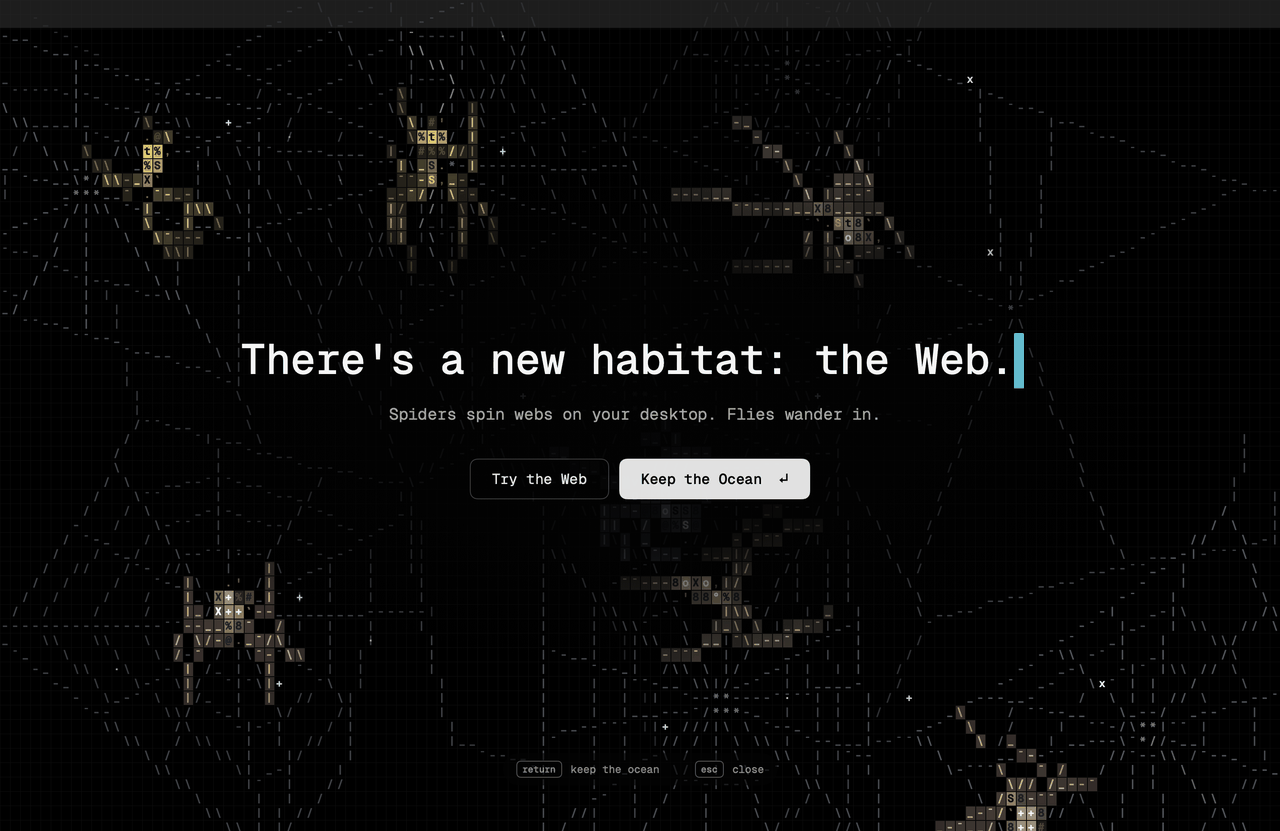 There's a new habitat: the Web.
Spiders spin webs on your desktop. Flies wander in.
Try the Web
Keep the Ocean ↵
return keep the ocean esc close